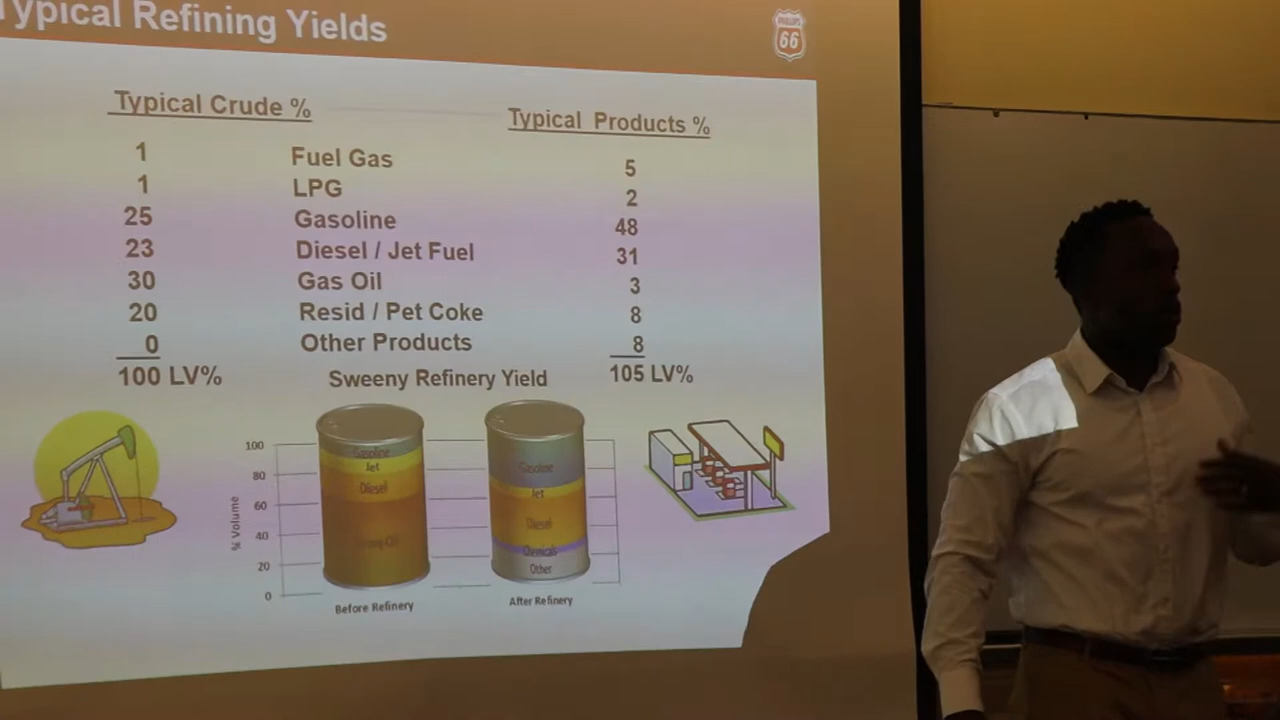 Typical Refining Yields
PHILLIPS
66
Typical Crude % Typical Products %
1 Fuel Gas 5
1 LPG 2
25 Gasoline 48
23 Diesel / Jet Fuel 31
30 Gas Oil 3
20 Resid / Pet Coke 8
0 Other Products 8
100 LV% Sweeny Refinery Yield 105 LV%
100
80
60
40
20
0
% Volume
Gasoline
Jet
Diesel
Gasoline
Jet
Diesel
Chemicals
Other
Before Refinery After Refinery